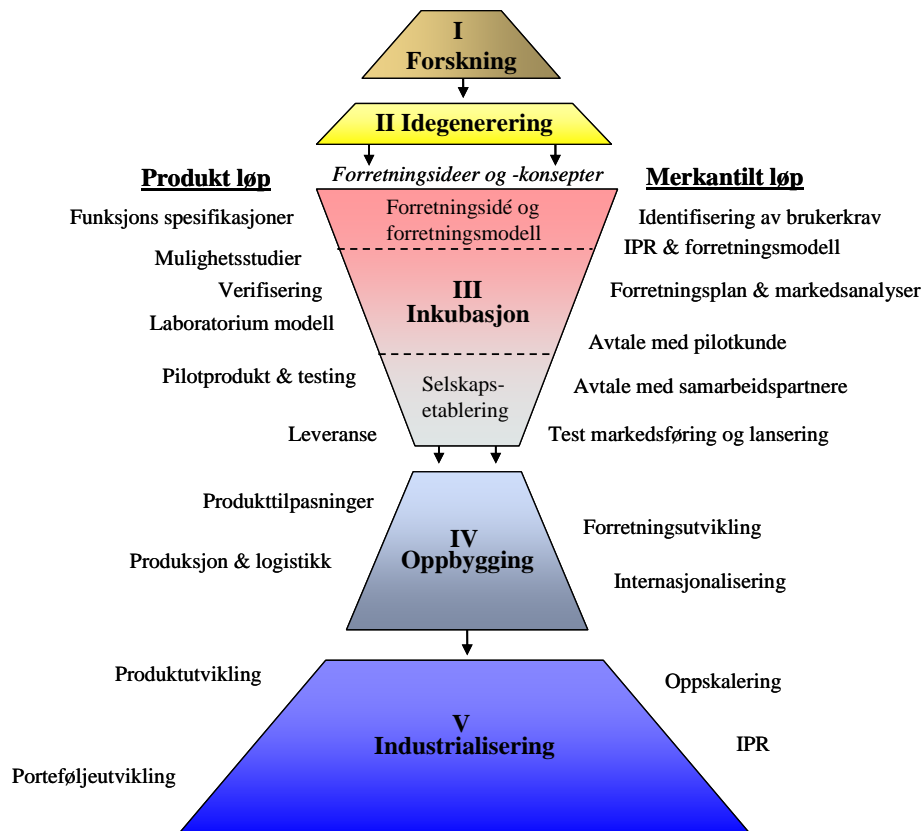 I
Forskning
II Idegenerering
Forretningsideer og -konsepter
Produkt løp
Merkantilt løp
Funksjons spesifikasjoner
Forretningsidé og
forretningsmodell
Identifisering av brukerkrav
IPR & forretningsmodell
Mulighetsstudier
Verifisering
III
Inkubasjon
Forretningsplan & markedsanalyser
Laboratorium modell
Avtale med pilotkunde
Pilotprodukt & testing
Selskaps-
etablering
Avtale med samarbeidspartnere
Leveranse
Test markedsføring og lansering
Produkttilpasninger
IV
Oppbygging
Forretningsutvikling
Produksjon & logistikk
Internasjonalisering
Produktutvikling
Oppskalering
V
Industrialisering
IPR
Porteføljeutvikling